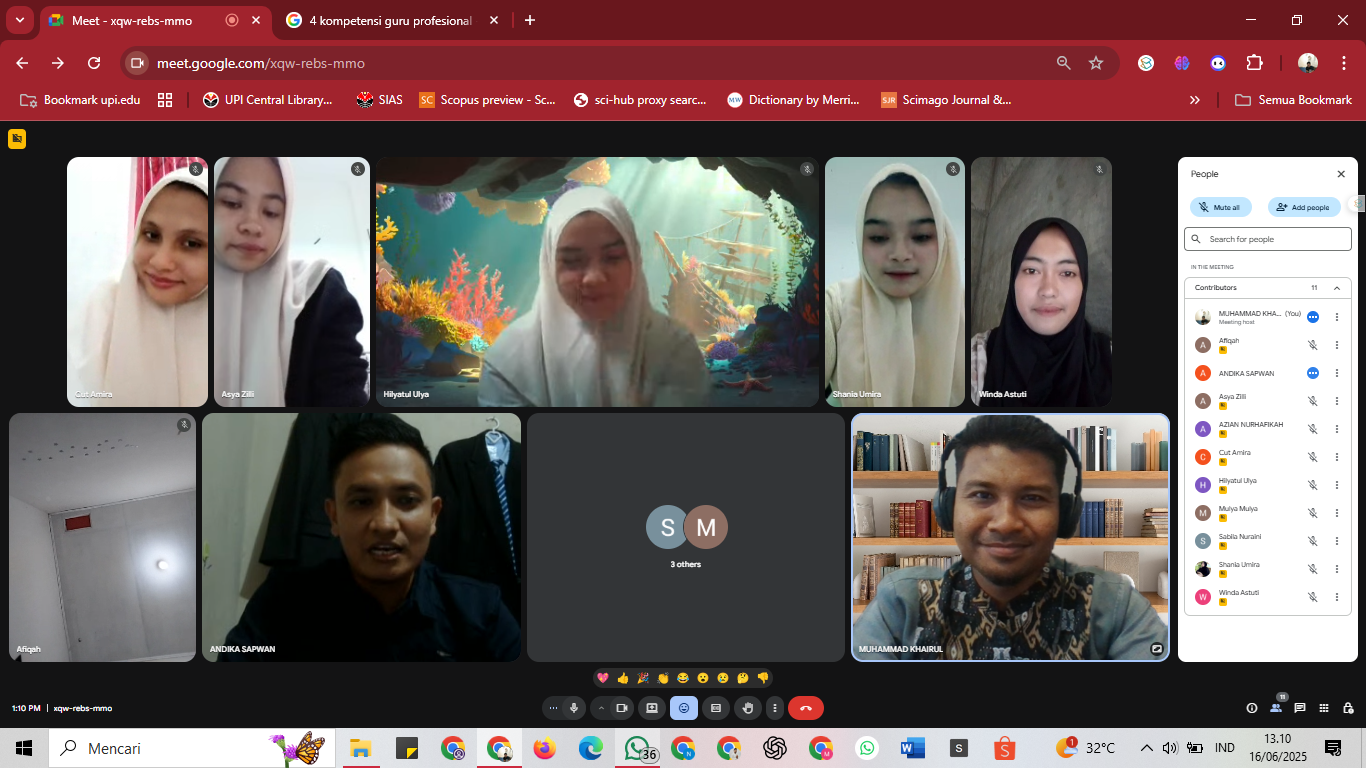 Meet - xqw-rebs-mmo
4 kompetensi guru profesional
meet.google.com/xqw-rebs-mmo
Bookmark upi.edu
UPI Central Library...
SIAS
SC
Scopus preview - Sc...
sci-hub proxy searc...
MW
Dictionary by Merri...
SJR
Scimago Journal &...
Semua Bookmark
Cut Amira
Asya Zilli
Hilyatul Ulya
Shania Umira
Winda Astuti
Afiqah
ANDIKA SAPWAN
S M
3 others
MUHAMMAD KHAIRUL
People
Mute all
Add people
Search for people
IN THE MEETING
Contributors 11
MUHAMMAD KHA... (You)
Meeting host
A Afiqah
A ANDIKA SAPWAN
A Asya Zilli
A AZIAN NURHAFIKAH
C Cut Amira
H Hilyatul Ulya
M Mulya Mulya
S Sabila Nuraini
Shania Umira
W Winda Astuti
1:10 PM | xqw-rebs-mmo
11
Mencari
36
1
32°C
IND
13.10
16/06/2025